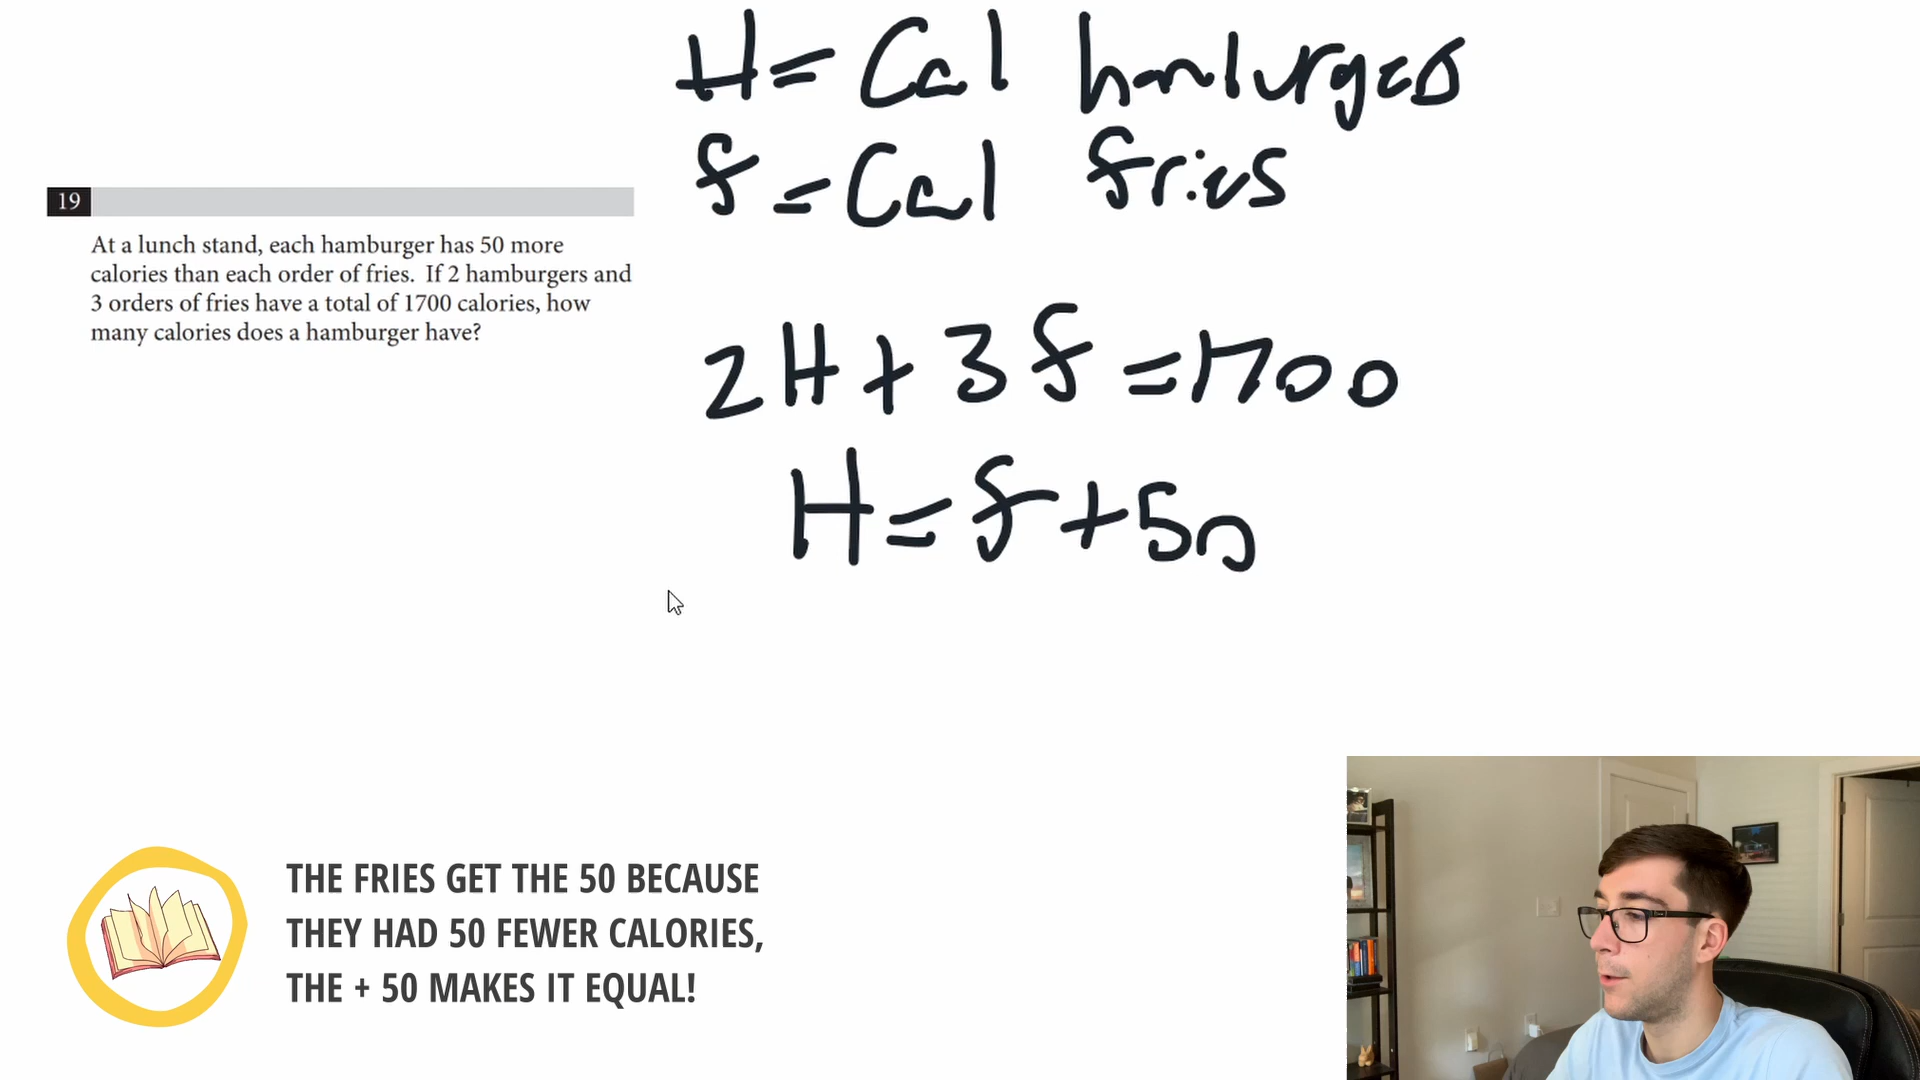 H = Cal hamburgers
f = Cal fries
19
At a lunch stand, each hamburger has 50 more
calories than each order of fries. If 2 hamburgers and
3 orders of fries have a total of 1700 calories, how
many calories does a hamburger have?
2H + 3f = 1700
H = f + 50
THE FRIES GET THE 50 BECAUSE
THEY HAD 50 FEWER CALORIES,
THE + 50 MAKES IT EQUAL!